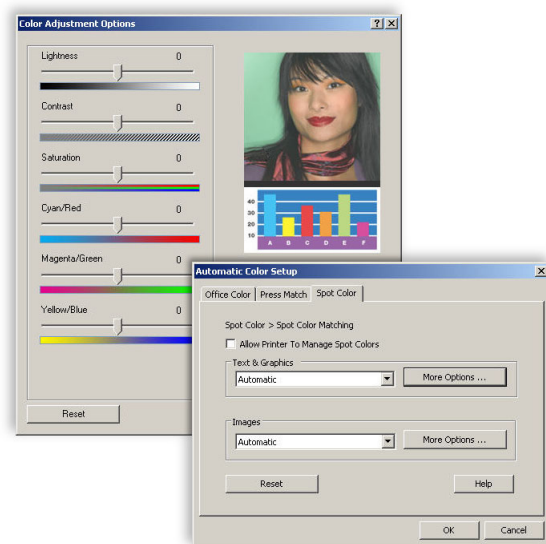 Color Adjustment Options
Lightness 0
Contrast 0
Saturation 0
Cyan/Red 0
Magenta/Green 0
Yellow/Blue 0
Reset
40
30
20
10
A B C D E F
Automatic Color Setup
Office Color Press Match Spot Color
Spot Color > Spot Color Matching
Allow Printer To Manage Spot Colors
Text & Graphics
Automatic More Options ...
Images
Automatic More Options ...
Reset Help
OK Cancel